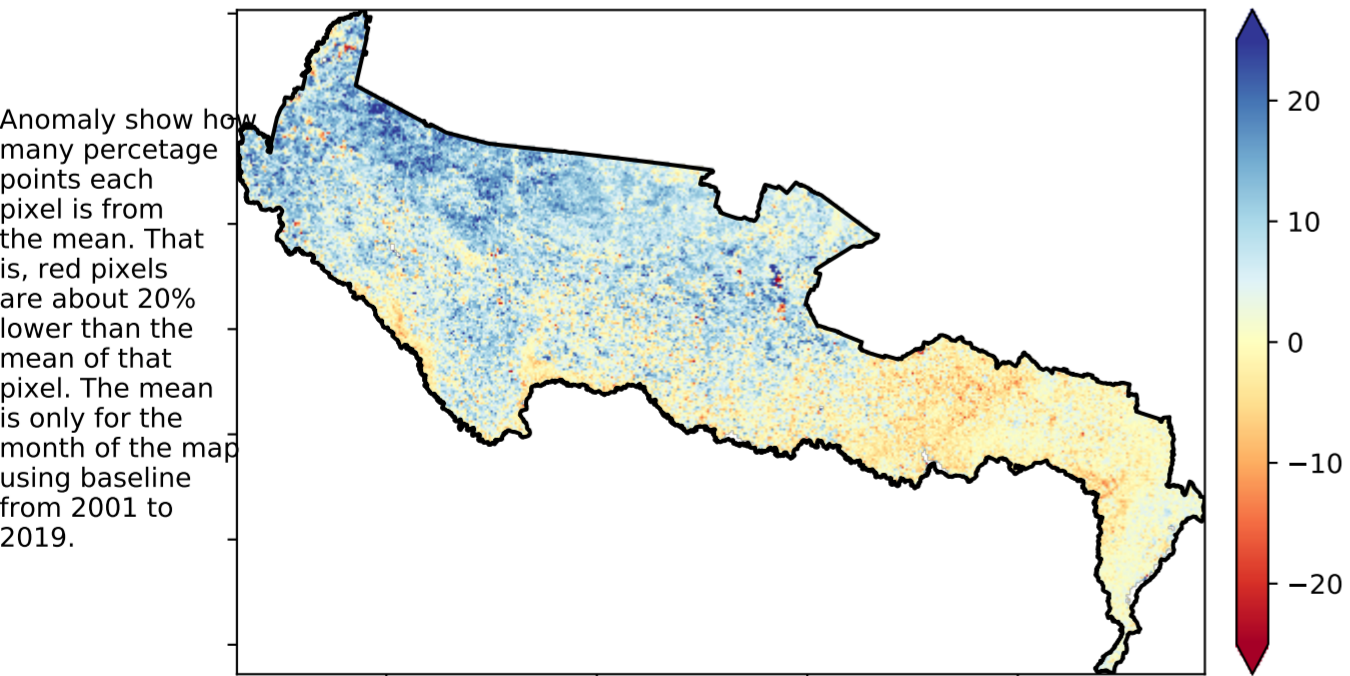 Anomaly show how
many percetage
points each
pixel is from
the mean. That
is, red pixels
are about 20%
lower than the
mean of that
pixel. The mean
is only for the
month of the map
using baseline
from 2001 to
2019.
20
10
0
−10
−20